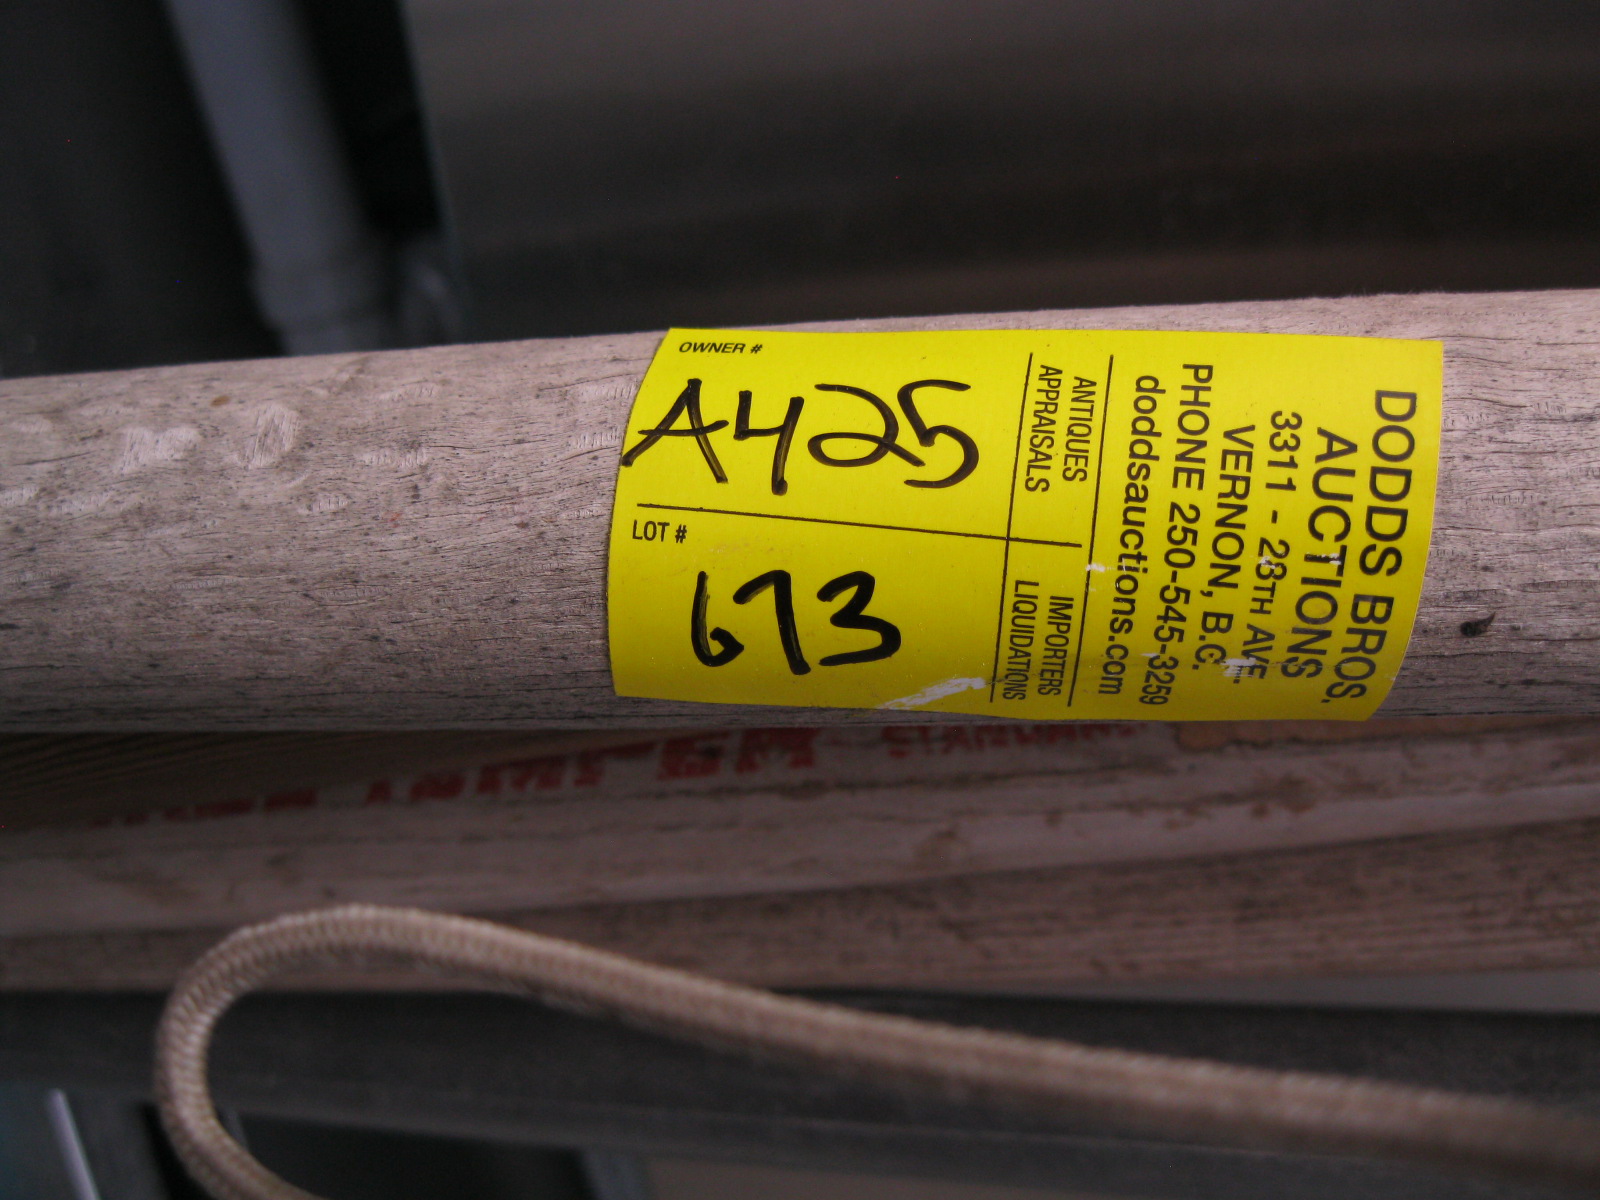 DODDS BROS.
AUCTIONS
3311 - 28TH AVE.
VERNON, B.C.
PHONE 250-545-3259
doddsauctions.com
ANTIQUES
APPRAISALS
IMPORTERS
LIQUIDATIONS
OWNER #
A425
LOT #
673
STANDARD